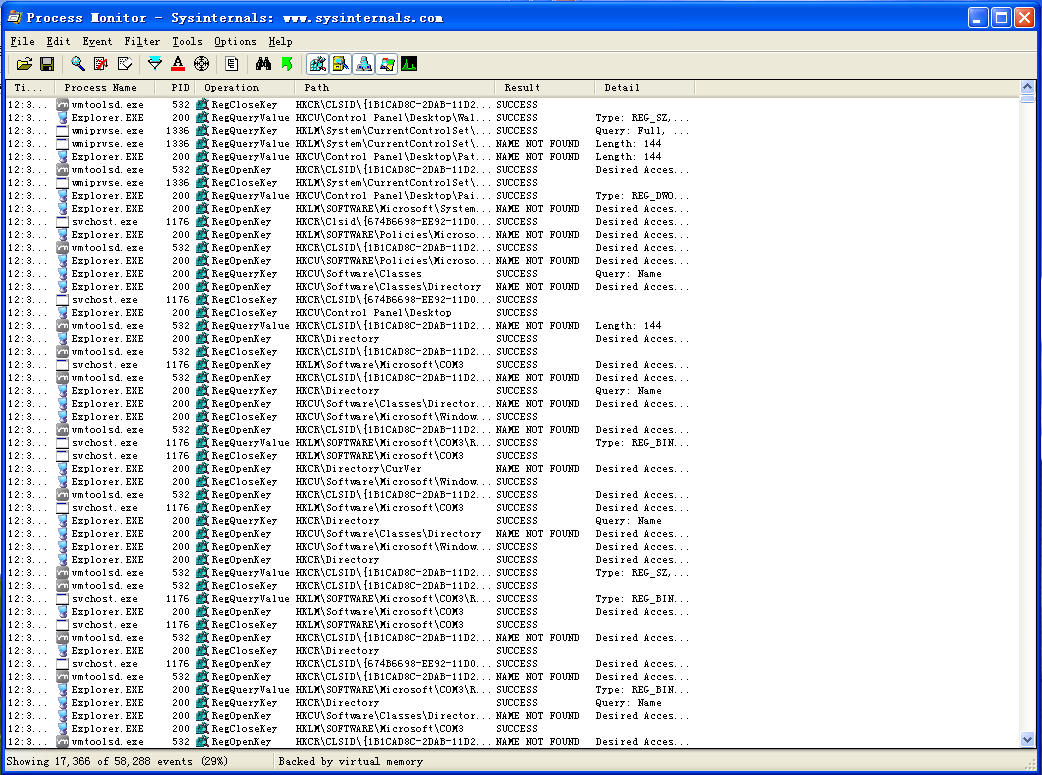 Process Monitor - Sysinternals: www.sysinternals.com
File Edit Event Filter Tools Options Help
Ti... Process Name PID Operation Path Result Detail
12:3... vmtoolsd.exe 532 RegCloseKey HKCR\CLSID\{1B1CAD8C-2DAB-11D2... SUCCESS
12:3... Explorer.EXE 200 RegQueryValue HKCU\Control Panel\Desktop\Wal... SUCCESS Type: REG_SZ,...
12:3... wmiprvse.exe 1336 RegQueryKey HKLM\System\CurrentControlSet\... SUCCESS Query: Full, ...
12:3... wmiprvse.exe 1336 RegQueryValue HKLM\System\CurrentControlSet\... NAME NOT FOUND Length: 144
12:3... Explorer.EXE 200 RegQueryValue HKCU\Control Panel\Desktop\Pat... NAME NOT FOUND Length: 144
12:3... vmtoolsd.exe 532 RegOpenKey HKCR\CLSID\{1B1CAD8C-2DAB-11D2... SUCCESS Desired Acces...
12:3... wmiprvse.exe 1336 RegCloseKey HKLM\System\CurrentControlSet\... SUCCESS
12:3... Explorer.EXE 200 RegQueryValue HKCU\Control Panel\Desktop\Pai... SUCCESS Type: REG_DWO...
12:3... Explorer.EXE 200 RegOpenKey HKLM\SOFTWARE\Microsoft\System... NAME NOT FOUND Desired Acces...
12:3... svchost.exe 1176 RegOpenKey HKCR\Clsid\{674B6698-EE92-11D0... SUCCESS Desired Acces...
12:3... Explorer.EXE 200 RegOpenKey HKLM\SOFTWARE\Policies\Microso... NAME NOT FOUND Desired Acces...
12:3... vmtoolsd.exe 532 RegOpenKey HKCR\CLSID\{1B1CAD8C-2DAB-11D2... SUCCESS Desired Acces...
12:3... Explorer.EXE 200 RegOpenKey HKCU\SOFTWARE\Policies\Microso... NAME NOT FOUND Desired Acces...
12:3... Explorer.EXE 200 RegQueryKey HKCU\Software\Classes SUCCESS Query: Name
12:3... Explorer.EXE 200 RegOpenKey HKCU\Software\Classes\Directory NAME NOT FOUND Desired Acces...
12:3... svchost.exe 1176 RegCloseKey HKCR\CLSID\{674B6698-EE92-11D0... SUCCESS
12:3... Explorer.EXE 200 RegCloseKey HKCU\Control Panel\Desktop SUCCESS
12:3... vmtoolsd.exe 532 RegQueryValue HKCR\CLSID\{1B1CAD8C-2DAB-11D2... NAME NOT FOUND Length: 144
12:3... Explorer.EXE 200 RegOpenKey HKCR\Directory SUCCESS Desired Acces...
12:3... vmtoolsd.exe 532 RegCloseKey HKCR\CLSID\{1B1CAD8C-2DAB-11D2... SUCCESS
12:3... svchost.exe 1176 RegOpenKey HKLM\Software\Microsoft\COM3 SUCCESS Desired Acces...
12:3... vmtoolsd.exe 532 RegOpenKey HKCR\CLSID\{1B1CAD8C-2DAB-11D2... NAME NOT FOUND Desired Acces...
12:3... Explorer.EXE 200 RegQueryKey HKCR\Directory SUCCESS Query: Name
12:3... Explorer.EXE 200 RegOpenKey HKCU\Software\Classes\Director... NAME NOT FOUND Desired Acces...
12:3... Explorer.EXE 200 RegCloseKey HKCU\Software\Microsoft\Window... SUCCESS
12:3... vmtoolsd.exe 532 RegOpenKey HKCR\CLSID\{1B1CAD8C-2DAB-11D2... NAME NOT FOUND Desired Acces...
12:3... svchost.exe 1176 RegQueryValue HKLM\SOFTWARE\Microsoft\COM3\R... SUCCESS Type: REG_BIN...
12:3... svchost.exe 1176 RegCloseKey HKLM\SOFTWARE\Microsoft\COM3 SUCCESS
12:3... Explorer.EXE 200 RegOpenKey HKCR\Directory\CurVer NAME NOT FOUND Desired Acces...
12:3... Explorer.EXE 200 RegCloseKey HKCU\Software\Microsoft\Window... SUCCESS
12:3... vmtoolsd.exe 532 RegOpenKey HKCR\CLSID\{1B1CAD8C-2DAB-11D2... SUCCESS Desired Acces...
12:3... svchost.exe 1176 RegOpenKey HKLM\Software\Microsoft\COM3 SUCCESS Desired Acces...
12:3... Explorer.EXE 200 RegQueryKey HKCR\Directory SUCCESS Query: Name
12:3... Explorer.EXE 200 RegOpenKey HKCU\Software\Classes\Directory NAME NOT FOUND Desired Acces...
12:3... Explorer.EXE 200 RegOpenKey HKCU\Software\Microsoft\Window... SUCCESS Desired Acces...
12:3... Explorer.EXE 200 RegOpenKey HKCR\Directory SUCCESS Desired Acces...
12:3... vmtoolsd.exe 532 RegQueryValue HKCR\CLSID\{1B1CAD8C-2DAB-11D2... SUCCESS Type: REG_SZ,...
12:3... vmtoolsd.exe 532 RegCloseKey HKCR\CLSID\{1B1CAD8C-2DAB-11D2... SUCCESS
12:3... svchost.exe 1176 RegQueryValue HKLM\SOFTWARE\Microsoft\COM3\R... SUCCESS Type: REG_BIN...
12:3... Explorer.EXE 200 RegOpenKey HKLM\Software\Microsoft\COM3 SUCCESS Desired Acces...
12:3... svchost.exe 1176 RegCloseKey HKLM\SOFTWARE\Microsoft\COM3 SUCCESS
12:3... vmtoolsd.exe 532 RegOpenKey HKCR\CLSID\{1B1CAD8C-2DAB-11D2... NAME NOT FOUND Desired Acces...
12:3... Explorer.EXE 200 RegCloseKey HKCR\Directory SUCCESS
12:3... svchost.exe 1176 RegOpenKey HKCR\CLSID\{674B6698-EE92-11D0... SUCCESS Desired Acces...
12:3... vmtoolsd.exe 532 RegOpenKey HKCR\CLSID\{1B1CAD8C-2DAB-11D2... NAME NOT FOUND Desired Acces...
12:3... Explorer.EXE 200 RegQueryValue HKLM\SOFTWARE\Microsoft\COM3\R... SUCCESS Type: REG_BIN...
12:3... Explorer.EXE 200 RegQueryKey HKCR\Directory SUCCESS Query: Name
12:3... Explorer.EXE 200 RegOpenKey HKCU\Software\Classes\Director... NAME NOT FOUND Desired Acces...
12:3... Explorer.EXE 200 RegCloseKey HKLM\SOFTWARE\Microsoft\COM3 SUCCESS
12:3... vmtoolsd.exe 532 RegOpenKey HKCR\CLSID\{1B1CAD8C-2DAB-11D2... NAME NOT FOUND Desired Acces...
Showing 17,366 of 58,288 events (29%) Backed by virtual memory